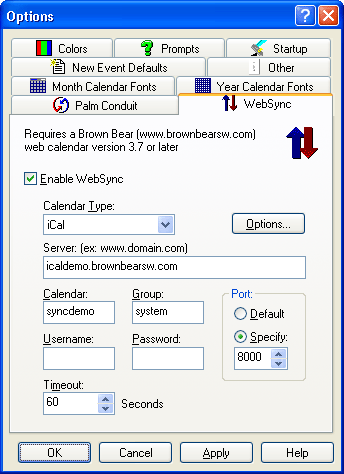 Options
Colors
Prompts
Startup
New Event Defaults
Other
Month Calendar Fonts
Year Calendar Fonts
Palm Conduit
WebSync
Requires a Brown Bear (www.brownbearsw.com)
web calendar version 3.7 or later
Enable WebSync
Calendar Type:
iCal
Options...
Server: (ex: www.domain.com)
icaldemo.brownbearsw.com
Calendar:
Group:
syncdemo
system
Username:
Password:
Port:
Default
Specify:
8000
Timeout:
60
Seconds
OK
Cancel
Apply
Help